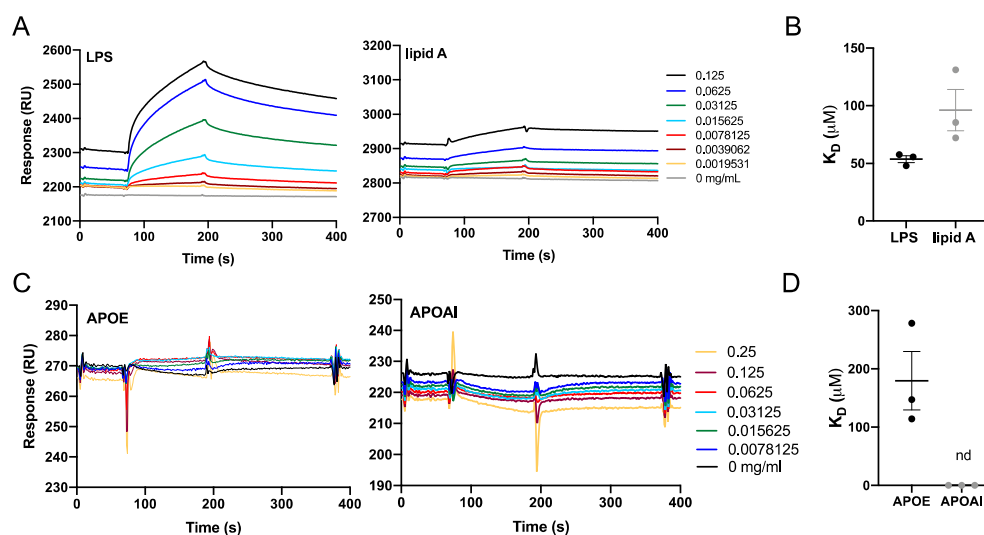 A
LPS
Response (RU)
2600
2500
2400
2300
2200
2100
0 100 200 300 400
Time (s)
lipid A
3200
3100
3000
2900
2800
2700
0 100 200 300 400
Time (s)
0.125
0.0625
0.03125
0.015625
0.0078125
0.0039062
0.0019531
0 mg/mL
B
KD (μM)
150
100
50
0
LPS lipid A
C
APOE
Response (RU)
290
280
270
260
250
240
230
0 100 200 300 400
Time (s)
APOAI
250
240
230
220
210
200
190
0 100 200 300 400
Time (s)
0.25
0.125
0.0625
0.03125
0.015625
0.0078125
0 mg/ml
D
KD (μM)
300
200
100
0
nd
APOE APOAI